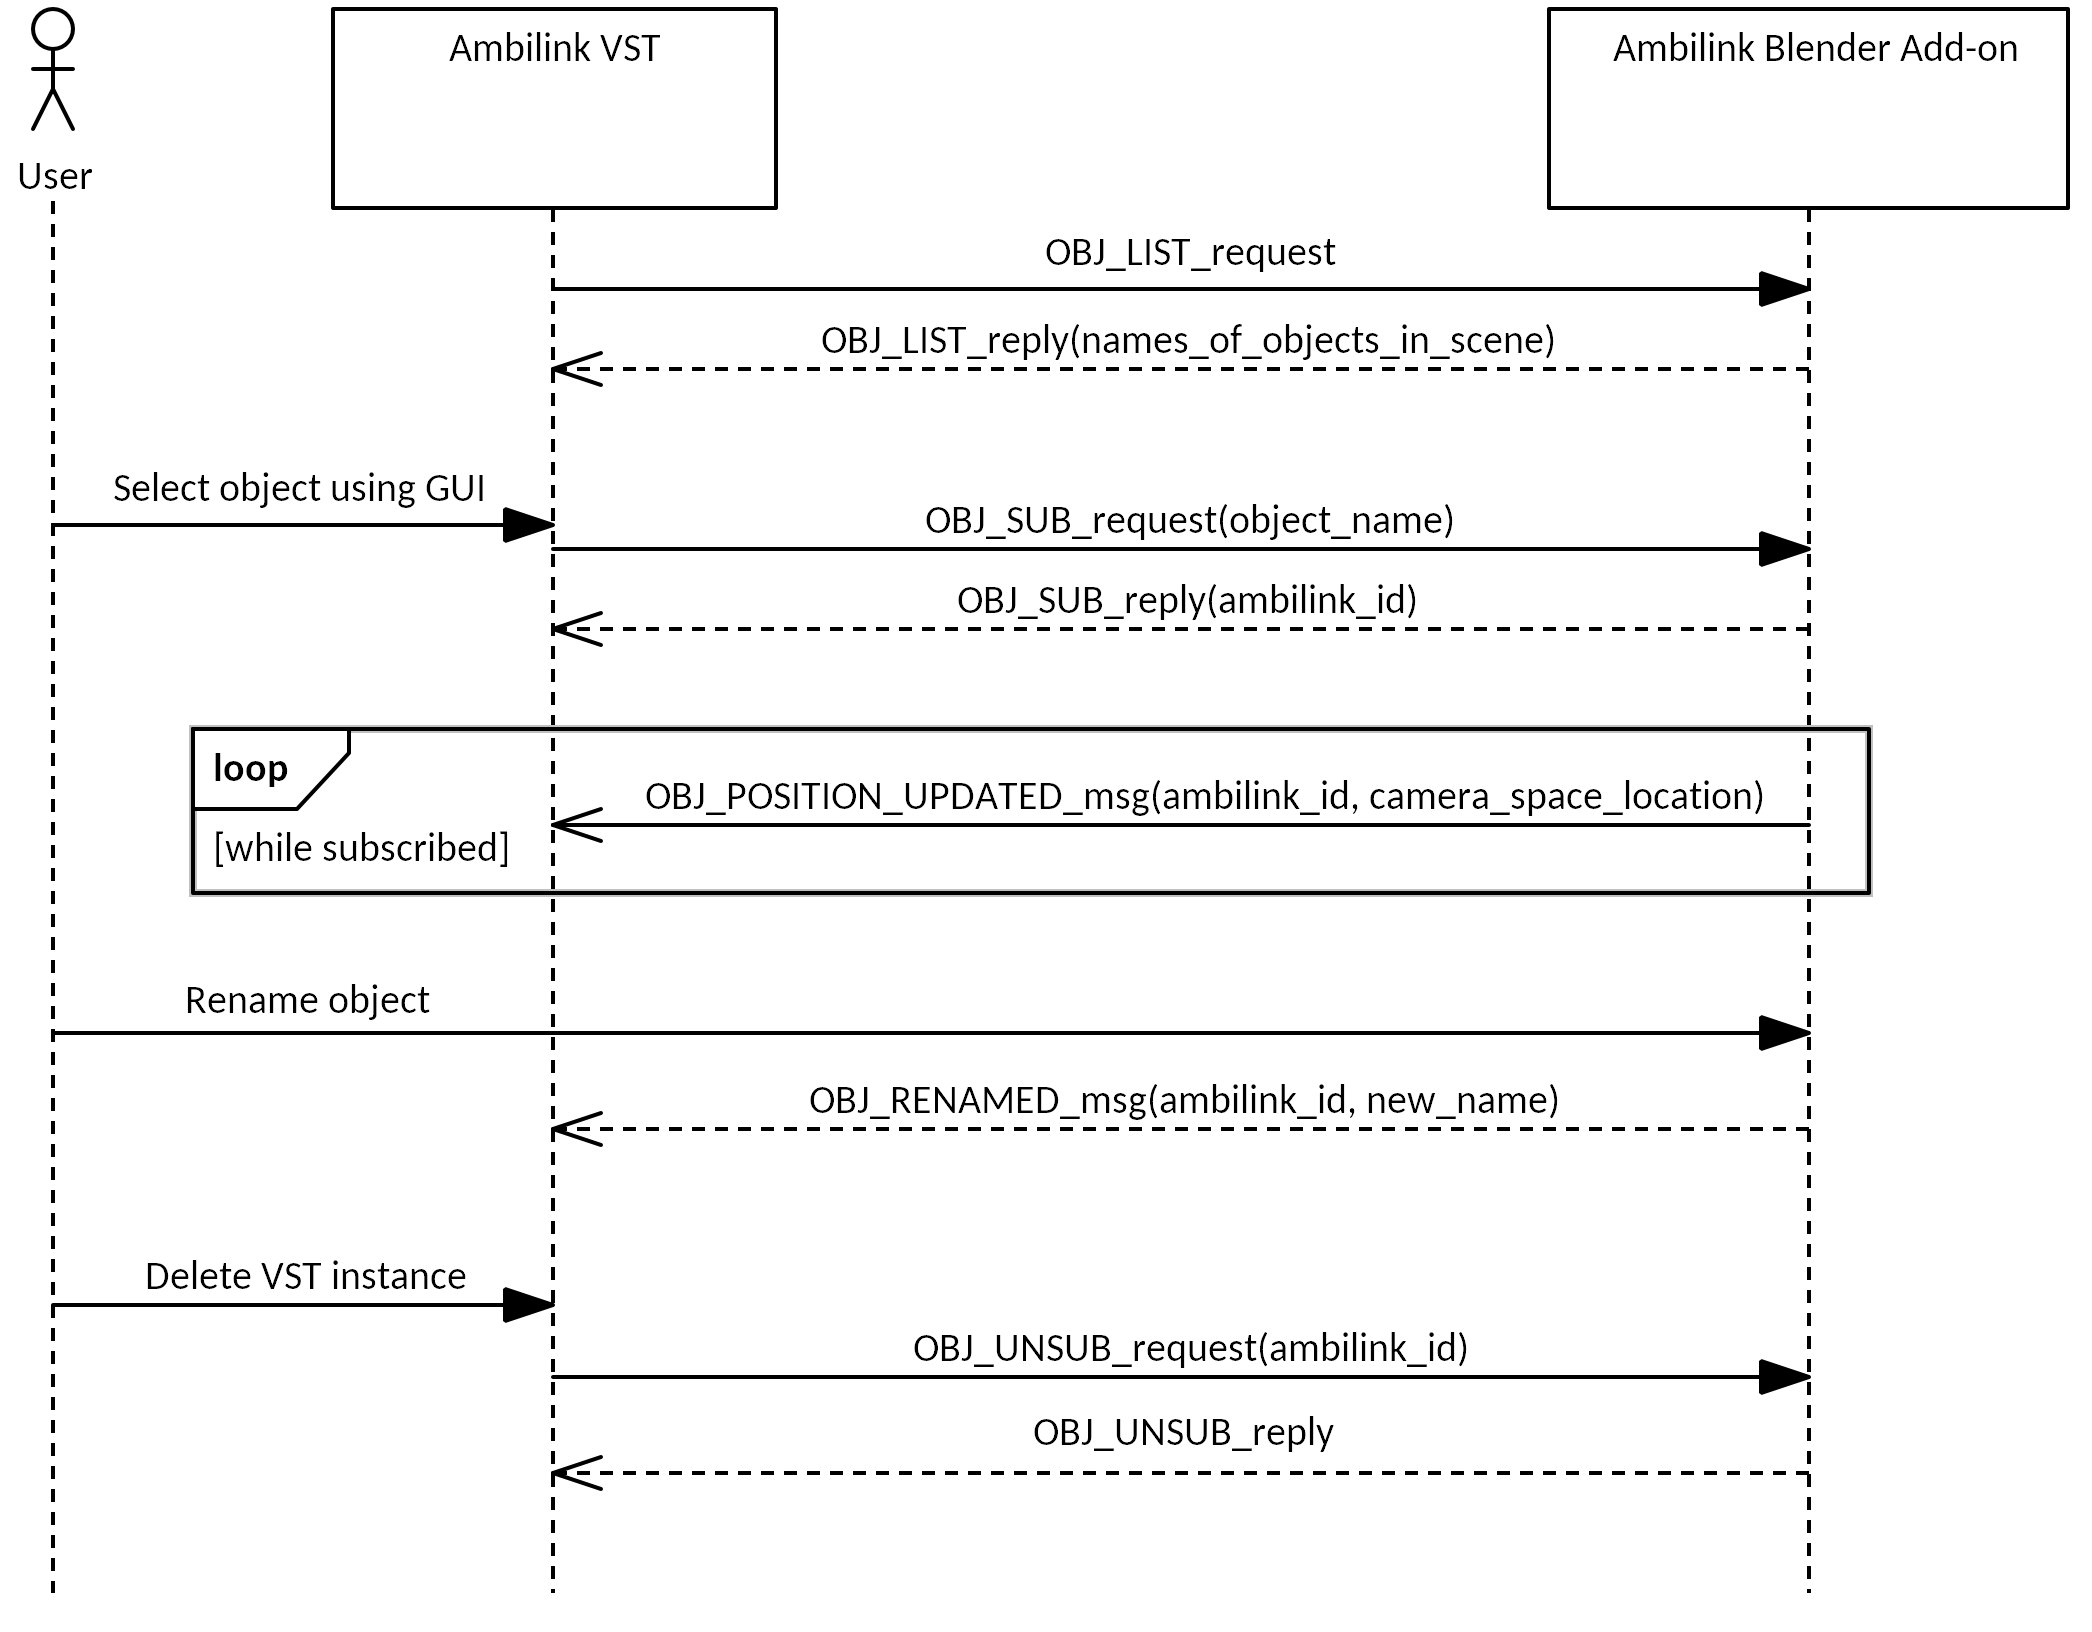 Ambilink VST
Ambilink Blender Add-on
User
OBJ_LIST_request
OBJ_LIST_reply(names_of_objects_in_scene)
Select object using GUI
OBJ_SUB_request(object_name)
OBJ_SUB_reply(ambilink_id)
loop
OBJ_POSITION_UPDATED_msg(ambilink_id, camera_space_location)
[while subscribed]
Rename object
OBJ_RENAMED_msg(ambilink_id, new_name)
Delete VST instance
OBJ_UNSUB_request(ambilink_id)
OBJ_UNSUB_reply